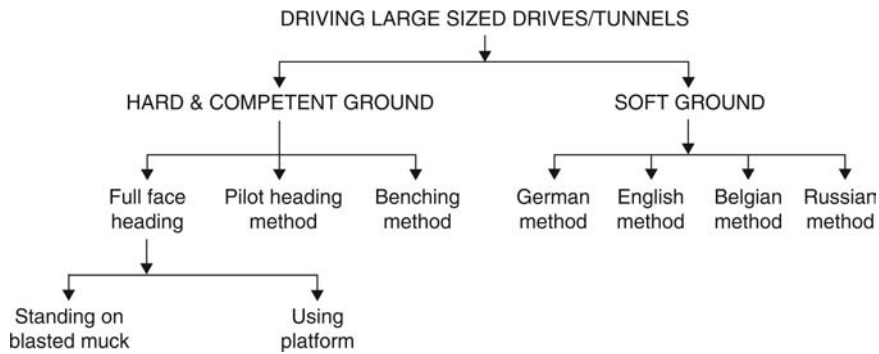 DRIVING LARGE SIZED DRIVES/TUNNELS
HARD & COMPETENT GROUND
SOFT GROUND
Full face
heading
Pilot heading
method
Benching
method
German
method
English
method
Belgian
method
Russian
method
Standing on
blasted muck
Using
platform